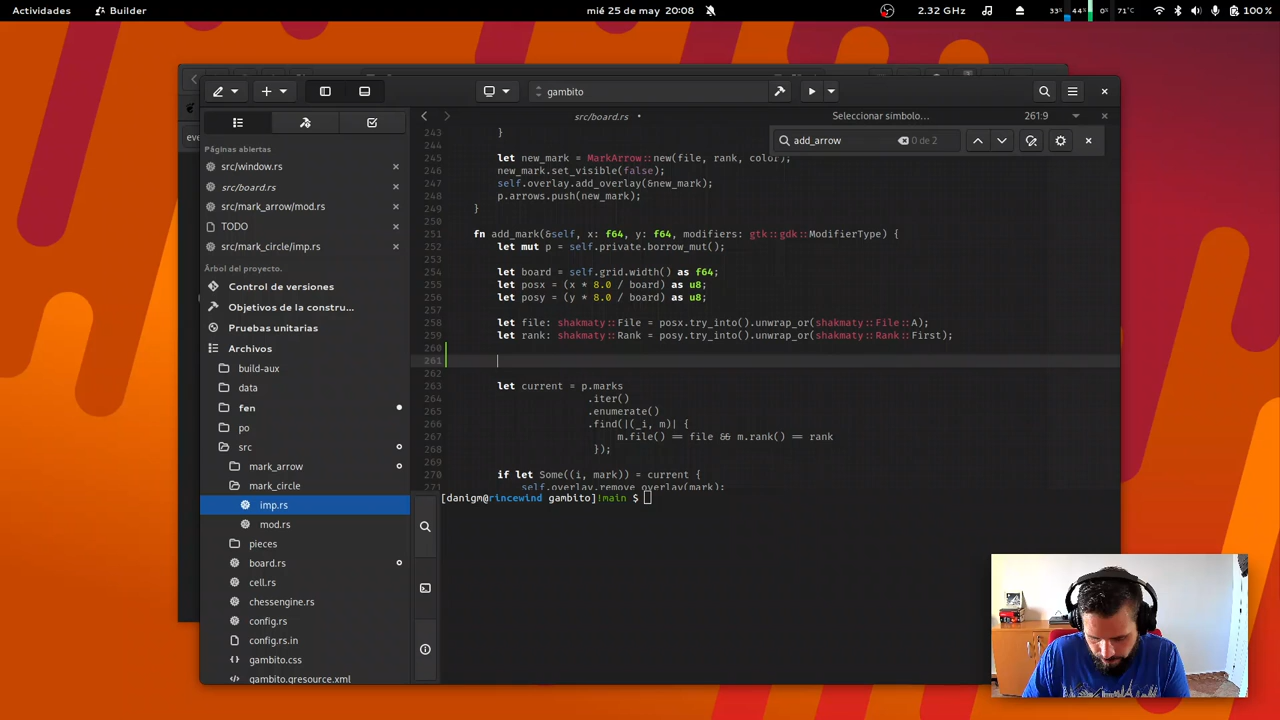 Actividades
Builder
mié 25 de may 20:08
33% 44% 0% 71°C
2.32 GHz
100 %
gambito
src/board.rs •
Seleccionar símbolo…
261:9
add_arrow
0 de 2
eve
Páginas abiertas
src/window.rs
src/board.rs
src/mark_arrow/mod.rs
TODO
src/mark_circle/imp.rs
Árbol del proyecto.
Control de versiones
Objetivos de la constru…
Pruebas unitarias
Archivos
build-aux
data
fen
po
src
mark_arrow
mark_circle
imp.rs
mod.rs
pieces
board.rs
cell.rs
chessengine.rs
config.rs
config.rs.in
gambito.css
gambito.gresource.xml
243 }
244
245 let new_mark = MarkArrow::new(file, rank, color);
246 new_mark.set_visible(false);
247 self.overlay.add_overlay(&new_mark);
248 p.arrows.push(new_mark);
249 }
250
251 fn add_mark(&self, x: f64, y: f64, modifiers: gtk::gdk::ModifierType) {
252 let mut p = self.private.borrow_mut();
253
254 let board = self.grid.width() as f64;
255 let posx = (x * 8.0 / board) as u8;
256 let posy = (y * 8.0 / board) as u8;
257
258 let file: shakmaty::File = posx.try_into().unwrap_or(shakmaty::File::A);
259 let rank: shakmaty::Rank = posy.try_into().unwrap_or(shakmaty::Rank::First);
260
261
262
263 let current = p.marks
264 .iter()
265 .enumerate()
266 .find(|(_i, m)| {
267 m.file() == file && m.rank() == rank
268 });
269
270 if let Some((i, mark)) = current {
271 self.overlay.remove_overlay(mark);
[danigm@rincewind gambito]!main $